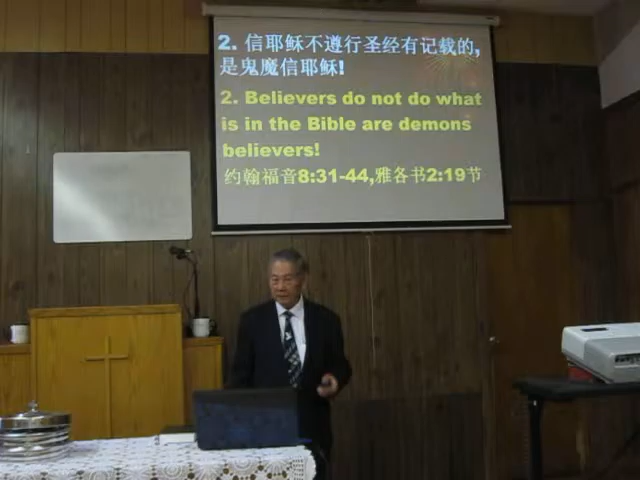 2. 信耶稣不遵行圣经有记载的,
是鬼魔信耶稣!
2. Believers do not do what
is in the Bible are demons
believers!
约翰福音8:31-44,雅各书2:19节